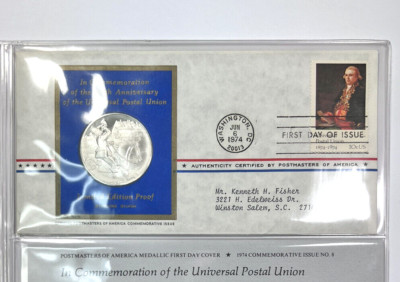 In Commemoration
of the Anniversary
of the Universal Postal Union
WASHINGTON, DC
JUN
6
1974
20013
FIRST DAY OF ISSUE
AUTHENTICITY CERTIFIED BY POSTMASTERS OF AMERICA
Proof
POSTMASTERS OF AMERICA COMMEMORATIVE ISSUE
Mr. Kenneth H. Fisher
3221 H. Edelweiss Dr.
Winston Salem, S.C.
POSTMASTERS OF AMERICA MEDALLIC FIRST DAY COVER
1974 COMMEMORATIVE ISSUE NO. 8
In Commemoration of the Universal Postal Union